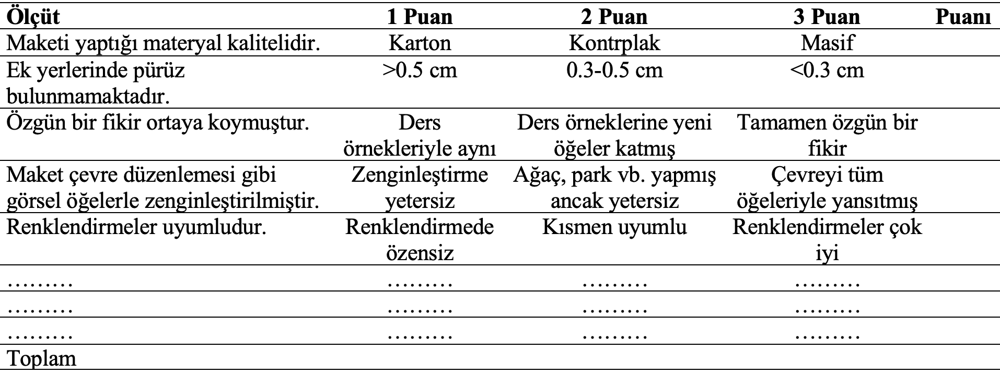 Ölçüt 1 Puan 2 Puan 3 Puan Puanı
Maketi yaptığı materyal kalitelidir. Karton Kontrplak Masif
Ek yerlerinde pürüz >0.5 cm 0.3-0.5 cm <0.3 cm
bulunmamaktadır.
Özgün bir fikir ortaya koymuştur. Ders Ders örneklerine yeni Tamamen özgün bir
örnekleriyle aynı öğeler katmış fikir
Maket çevre düzenlemesi gibi Zenginleştirme Ağaç, park vb. yapmış Çevreyi tüm
görsel öğelerle zenginleştirilmiştir. yetersiz ancak yetersiz öğeleriyle yansıtmış
Renklendirmeler uyumludur. Renklendirmede Kısmen uyumlu Renklendirmeler çok
özensiz iyi
……… ……… ……… ………
……… ……… ……… ………
……… ……… ……… ………
Toplam